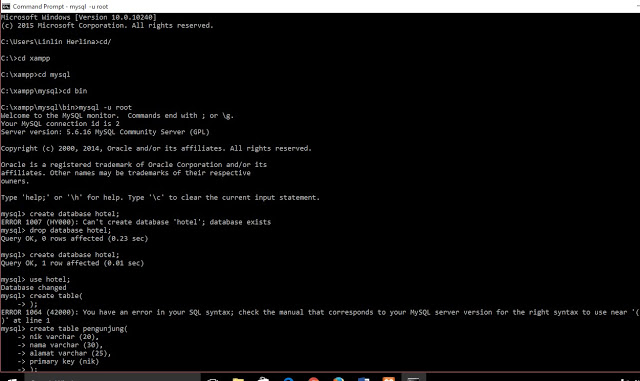 Command Prompt - mysql -u root
Microsoft Windows [Version 10.0.10240]
(c) 2015 Microsoft Corporation. All rights reserved.
C:\Users\Linlin Herlina>cd/
C:\>cd xampp
C:\xampp>cd mysql
C:\xampp\mysql>cd bin
C:\xampp\mysql\bin>mysql -u root
Welcome to the MySQL monitor.  Commands end with ; or \g.
Your MySQL connection id is 2
Server version: 5.6.16 MySQL Community Server (GPL)
Copyright (c) 2000, 2014, Oracle and/or its affiliates. All rights reserved.
Oracle is a registered trademark of Oracle Corporation and/or its
affiliates. Other names may be trademarks of their respective
owners.
Type 'help;' or '\h' for help. Type '\c' to clear the current input statement.
mysql> create database hotel;
ERROR 1007 (HY000): Can't create database 'hotel'; database exists
mysql> drop database hotel;
Query OK, 0 rows affected (0.23 sec)
mysql> create database hotel;
Query OK, 1 row affected (0.01 sec)
mysql> use hotel;
Database changed
mysql> create table(
    -> );
ERROR 1064 (42000): You have an error in your SQL syntax; check the manual that corresponds to your MySQL server version for the right syntax to use near '(
)' at line 1
mysql> create table pengunjung(
    -> nik varchar (20),
    -> nama varchar (30),
    -> alamat varchar (25),
    -> primary key (nik)
    -> );